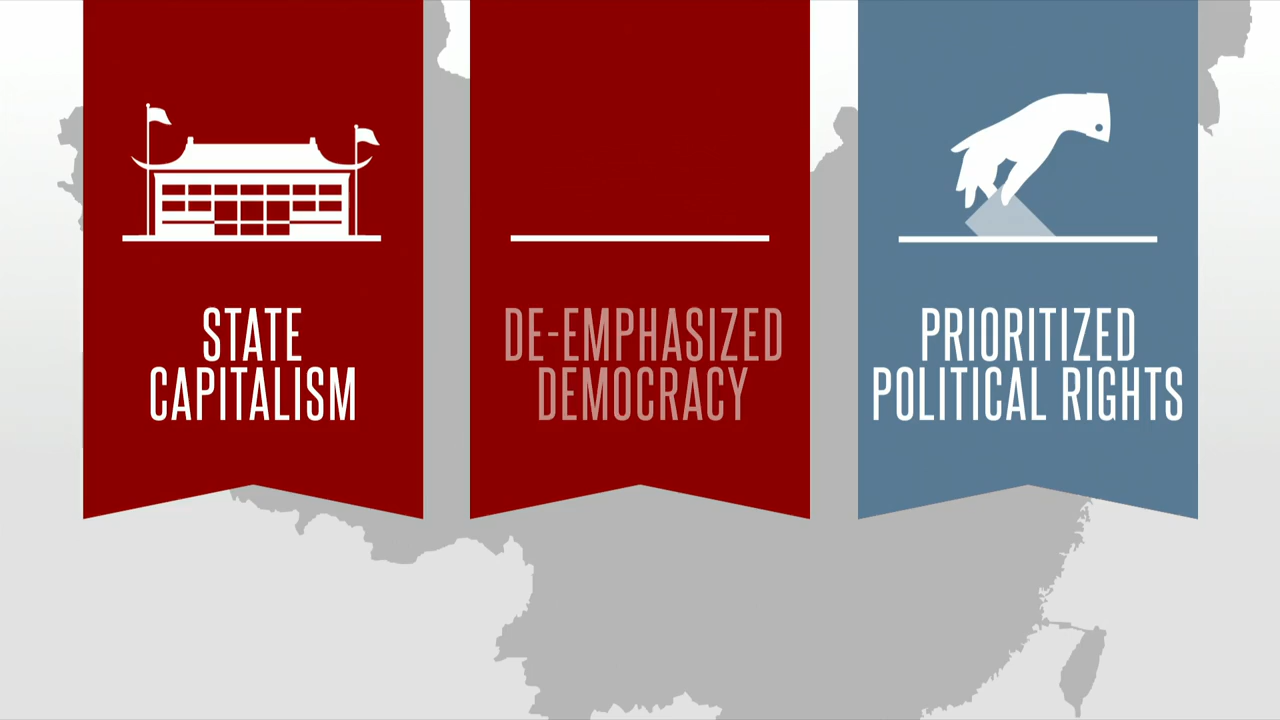 STATE
CAPITALISM
DE-EMPHASIZED
DEMOCRACY
PRIORITIZED
POLITICAL RIGHTS